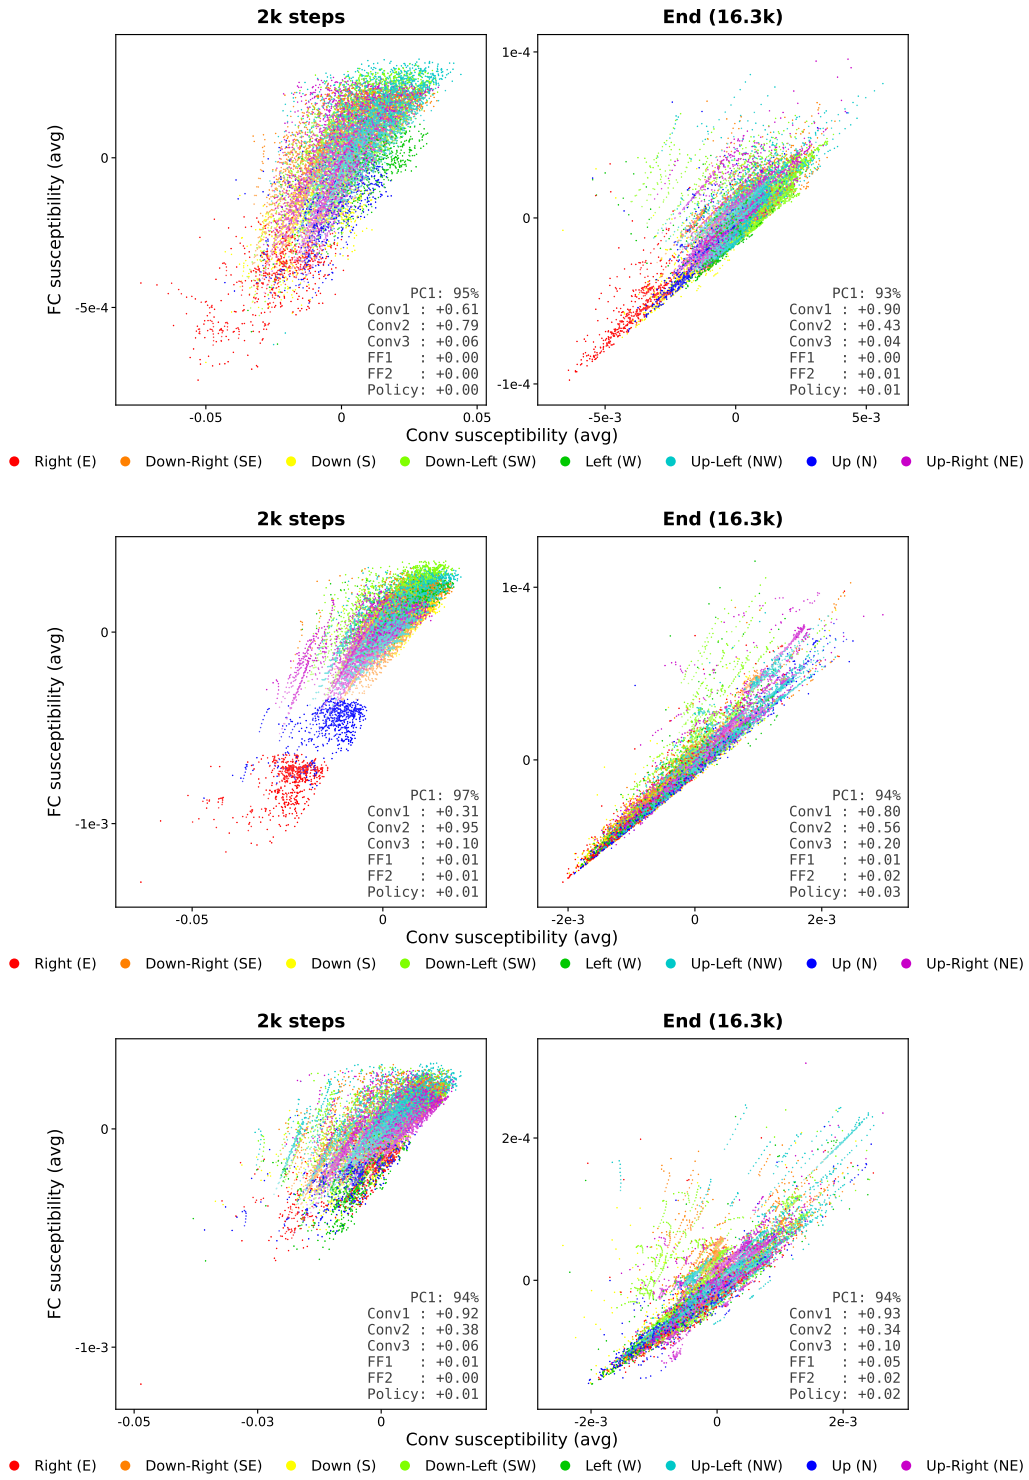 2k steps
End (16.3k)
FC susceptibility (avg)
0
-5e-4
PC1: 95%
Conv1 : +0.61
Conv2 : +0.79
Conv3 : +0.06
FF1 : +0.00
FF2 : +0.00
Policy: +0.00
-0.05
0
0.05
1e-4
0
-1e-4
PC1: 93%
Conv1 : +0.90
Conv2 : +0.43
Conv3 : +0.04
FF1 : +0.00
FF2 : +0.01
Policy: +0.01
-5e-3
0
5e-3
Conv susceptibility (avg)
Right (E) Down-Right (SE) Down (S) Down-Left (SW) Left (W) Up-Left (NW) Up (N) Up-Right (NE)
2k steps
End (16.3k)
FC susceptibility (avg)
0
-1e-3
PC1: 97%
Conv1 : +0.31
Conv2 : +0.95
Conv3 : +0.10
FF1 : +0.01
FF2 : +0.01
Policy: +0.01
-0.05
0
1e-4
0
PC1: 94%
Conv1 : +0.80
Conv2 : +0.56
Conv3 : +0.20
FF1 : +0.01
FF2 : +0.02
Policy: +0.03
-2e-3
0
2e-3
Conv susceptibility (avg)
Right (E) Down-Right (SE) Down (S) Down-Left (SW) Left (W) Up-Left (NW) Up (N) Up-Right (NE)
2k steps
End (16.3k)
FC susceptibility (avg)
0
-1e-3
PC1: 94%
Conv1 : +0.92
Conv2 : +0.38
Conv3 : +0.06
FF1 : +0.01
FF2 : +0.00
Policy: +0.01
-0.05
-0.03
0
2e-4
0
PC1: 94%
Conv1 : +0.93
Conv2 : +0.34
Conv3 : +0.10
FF1 : +0.05
FF2 : +0.02
Policy: +0.02
-2e-3
0
2e-3
Conv susceptibility (avg)
Right (E) Down-Right (SE) Down (S) Down-Left (SW) Left (W) Up-Left (NW) Up (N) Up-Right (NE)